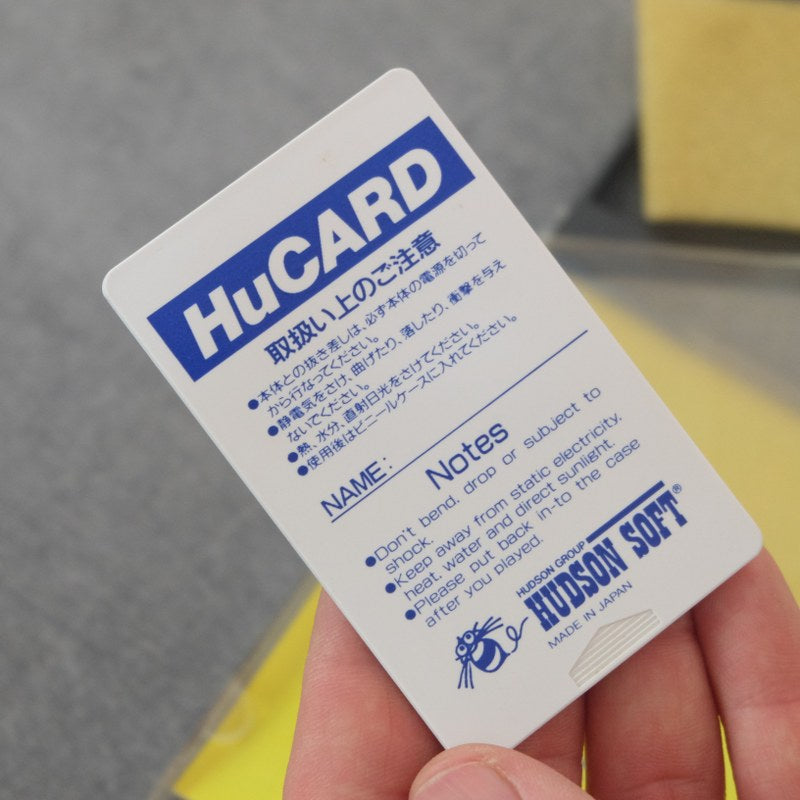 HuCARD
取扱い上のご注意
●本体との抜き差しは、必ず本体の電源を切って
から行なってください。
●静電気をさけ、曲げたり、落したり、衝撃を与え
ないでください。
●熱、水分、直射日光をさけてください。
●使用後はビニールケースに入れてください。
NAME:
Notes
●Don't bend, drop or subject to
shock.
●Keep away from static electricity,
heat, water and direct sunlight.
●Please put back in-to the case
after you played.
HUDSON GROUP
HUDSON SOFT®
MADE IN JAPAN